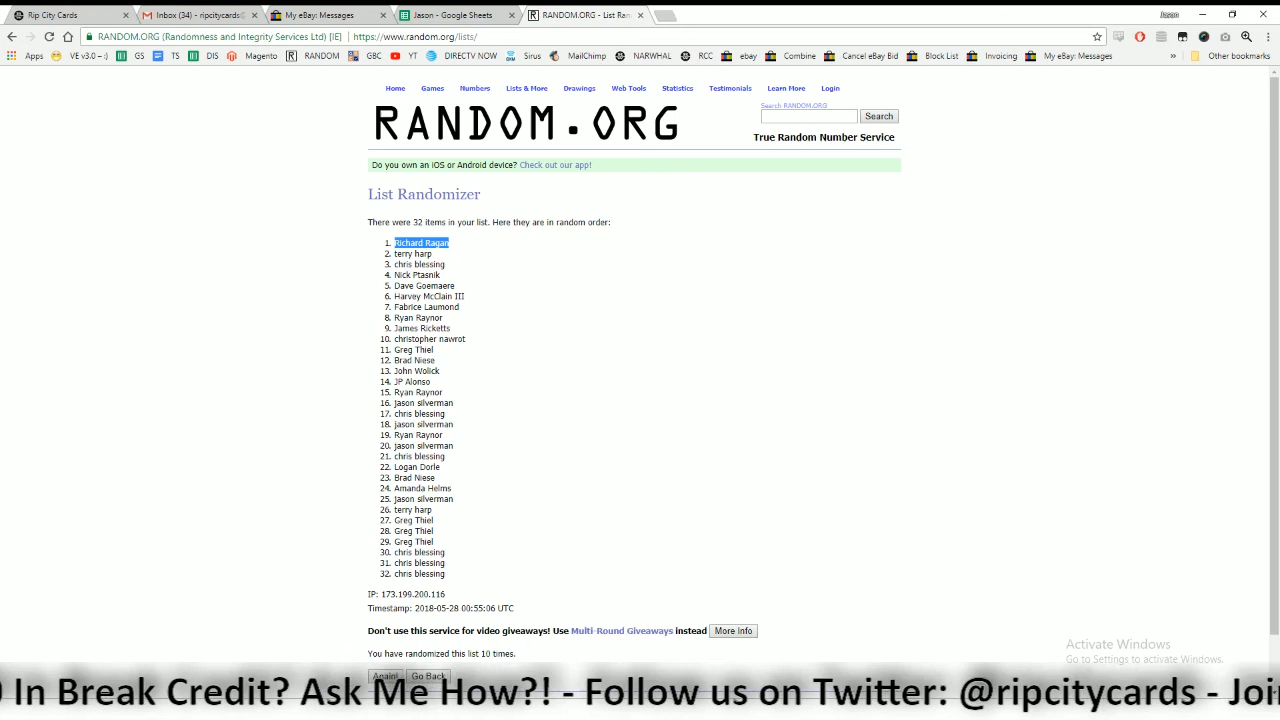 Rip City Cards
Inbox (34) - ripcitycards
My eBay: Messages
Jason - Google Sheets
RANDOM.ORG - List Ran
Jason
RANDOM.ORG (Randomness and Integrity Services Ltd) [IE]
https://www.random.org/lists/
Apps VE v3.0 -- :) GS TS DIS Magento RANDOM GBC YT DIRECTV NOW Sirus MailChimp NARWHAL RCC ebay Combine Cancel eBay Bid Block List Invoicing My eBay: Messages » Other bookmarks
Home Games Numbers Lists & More Drawings Web Tools Statistics Testimonials Learn More Login
RANDOM.ORG
Search RANDOM.ORG
Search
True Random Number Service
Do you own an iOS or Android device? Check out our app!
List Randomizer
There were 32 items in your list. Here they are in random order:
1. Richard Ragan
2. terry harp
3. chris blessing
4. Nick Ptasnik
5. Dave Goemaere
6. Harvey McClain III
7. Fabrice Laumond
8. Ryan Raynor
9. James Ricketts
10. christopher nawrot
11. Greg Thiel
12. Brad Niese
13. John Wolick
14. JP Alonso
15. Ryan Raynor
16. jason silverman
17. chris blessing
18. jason silverman
19. Ryan Raynor
20. jason silverman
21. chris blessing
22. Logan Dorle
23. Brad Niese
24. Amanda Helms
25. jason silverman
26. terry harp
27. Greg Thiel
28. Greg Thiel
29. Greg Thiel
30. chris blessing
31. chris blessing
32. chris blessing
IP: 173.199.200.116
Timestamp: 2018-05-28 00:55:06 UTC
Don't use this service for video giveaways! Use Multi-Round Giveaways instead More Info
You have randomized this list 10 times.
Again! Go Back
Activate Windows
Go to Settings to activate Windows.
In Break Credit? Ask Me How?! - Follow us on Twitter: @ripcitycards - Joi